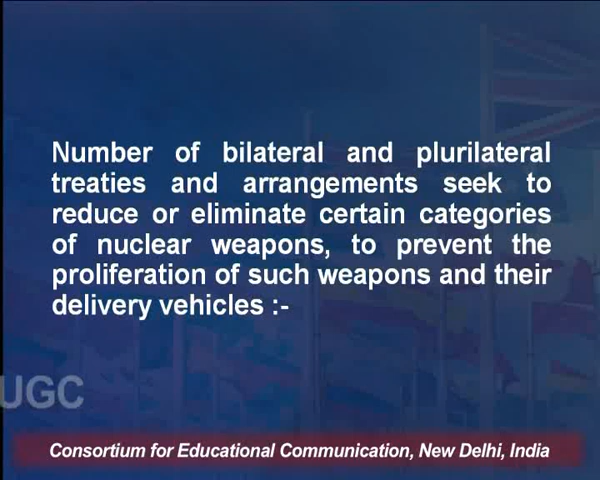 Number of bilateral and plurilateral
treaties and arrangements seek to
reduce or eliminate certain categories
of nuclear weapons, to prevent the
proliferation of such weapons and their
delivery vehicles :-
UGC
Consortium for Educational Communication, New Delhi, India